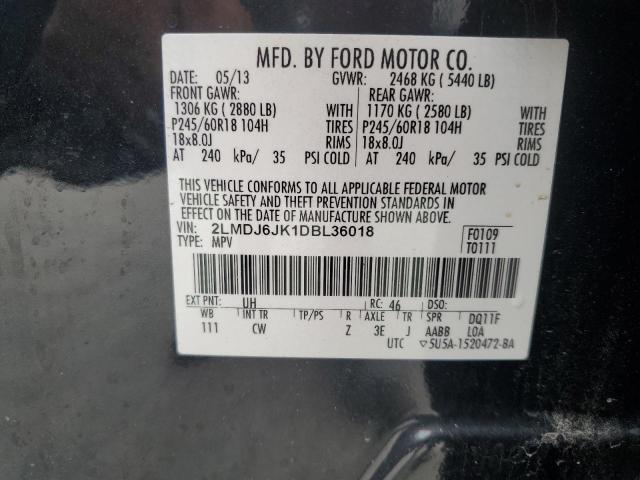 MFD. BY FORD MOTOR CO.
DATE: 05/13 GVWR: 2468 KG ( 5440 LB)
FRONT GAWR: REAR GAWR:
1306 KG ( 2880 LB) WITH 1170 KG ( 2580 LB) WITH
P245/60R18 104H TIRES P245/60R18 104H TIRES
18x8.0J RIMS 18x8.0J RIMS
AT 240 kPa/ 35 PSI COLD AT 240 kPa/ 35 PSI COLD
THIS VEHICLE CONFORMS TO ALL APPLICABLE FEDERAL MOTOR
VEHICLE SAFETY AND THEFT PREVENTION STANDARDS IN
EFFECT ON THE DATE OF MANUFACTURE SHOWN ABOVE.
VIN: 2LMDJ6JK1DBL36018 F0109
TYPE: MPV T0111
EXT PNT: UH RC: 46 DSO:
WB INT TR TP/PS R AXLE TR SPR DQ11F
111 CW Z 3E J AABB LOA
UTC ▽5U5A-1520472-BA